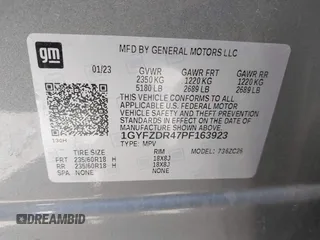 gm
MFD BY GENERAL MOTORS LLC
01/23 GVWR GAWR FRT GAWR RR
2350 KG 1220 KG 1220 KG
5180 LB 2689 LB 2689 LB
THIS VEHICLE CONFORMS TO ALL
APPLICABLE U.S. FEDERAL MOTOR
VEHICLE SAFETY AND THEFT
PREVENTION STANDARDS IN EFFECT
ON THE DATE OF MANUFACTURE
SHOWN ABOVE.
1GYFZDR47PF163923
TYPE: MPV
TIRE SIZE RIM
FRT 235/60R18 H 18X8J
RR 235/60R18 H 18X8J
SPA NONE NONE
DREAMBID